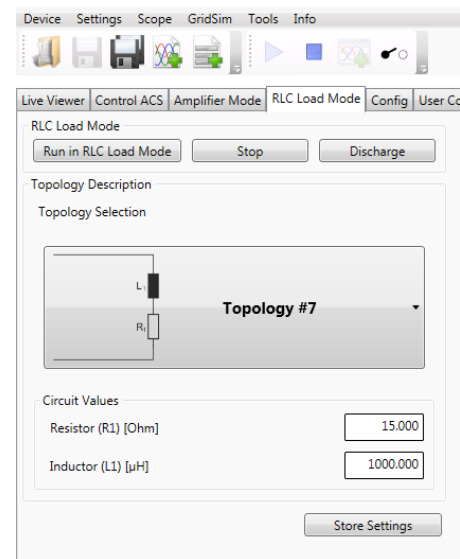 Device Settings Scope GridSim Tools Info
Live Viewer Control ACS Amplifier Mode RLC Load Mode Config User Co
RLC Load Mode
Run in RLC Load Mode Stop Discharge
Topology Description
Topology Selection
L1
Topology #7
R1
Circuit Values
Resistor (R1) [Ohm] 15.000
Inductor (L1) [µH] 1000.000
Store Settings